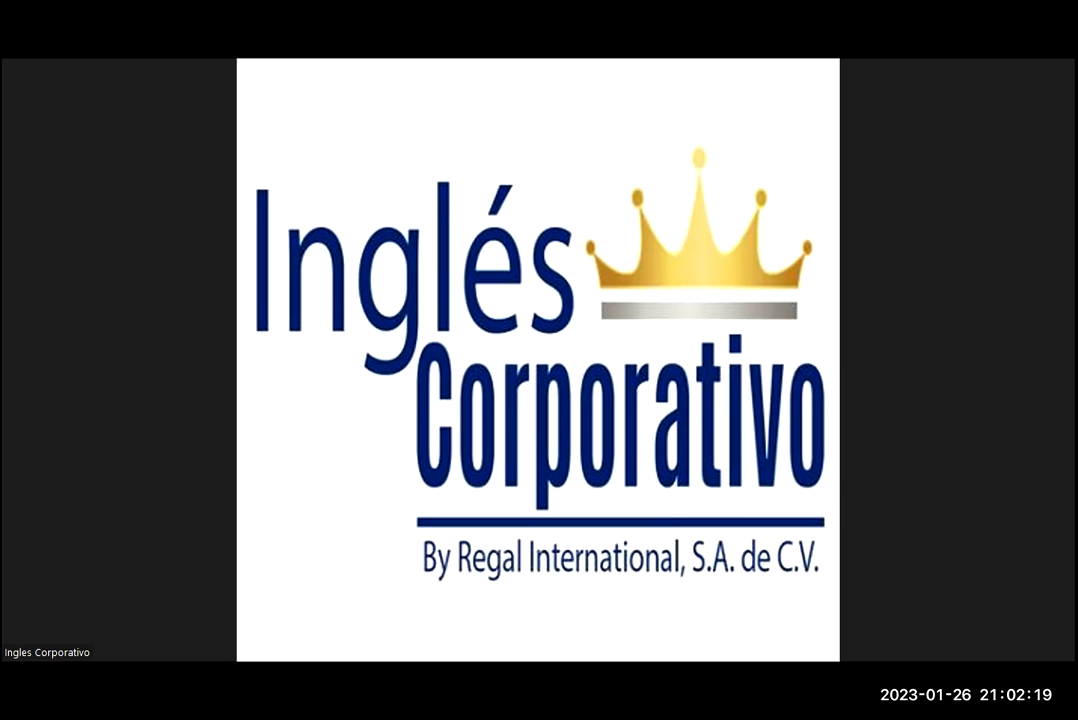 Inglés
Corporativo
By Regal International, S.A. de C.V.
Ingles Corporativo
2023-01-26 21:02:19